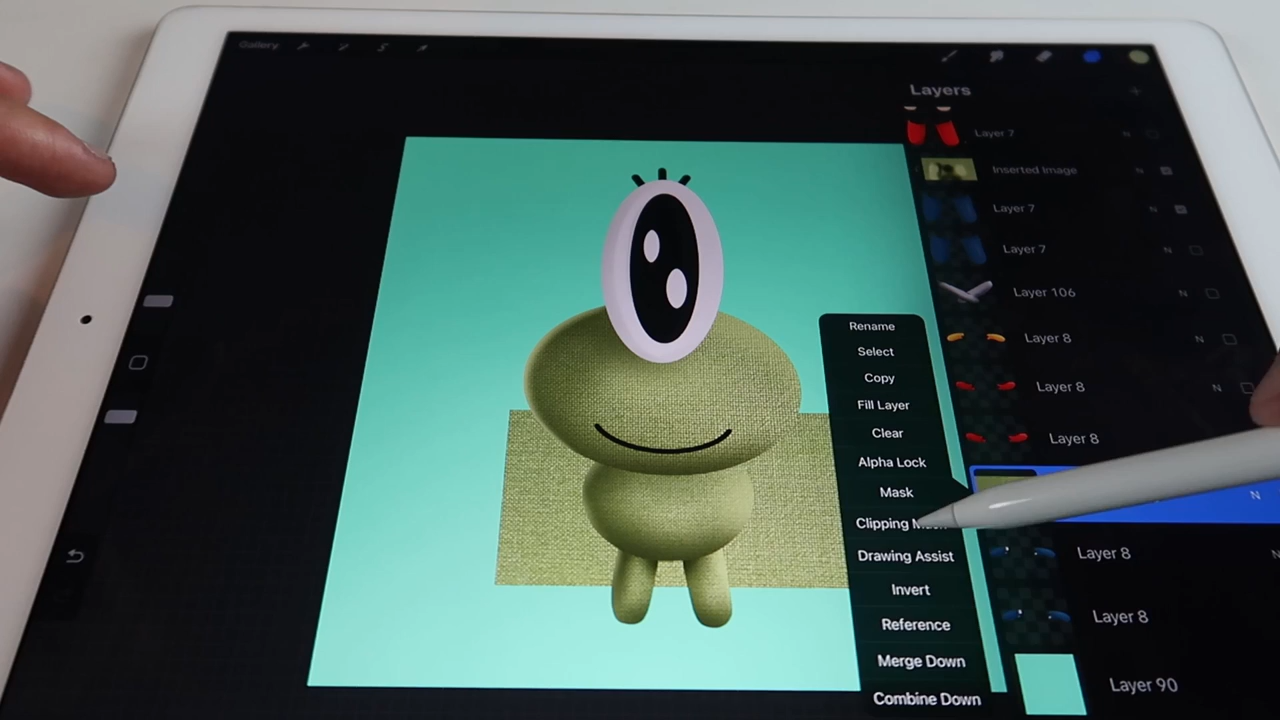 Gallery
Layers
Layer 7
Inserted Image
N
Layer 7
N
Layer 7
N
Layer 106
N
Layer 8
N
Layer 8
N
Layer 8
N
Layer 8
N
Layer 8
Layer 90
Rename
Select
Copy
Fill Layer
Clear
Alpha Lock
Mask
Clipping Mask
Drawing Assist
Invert
Reference
Merge Down
Combine Down